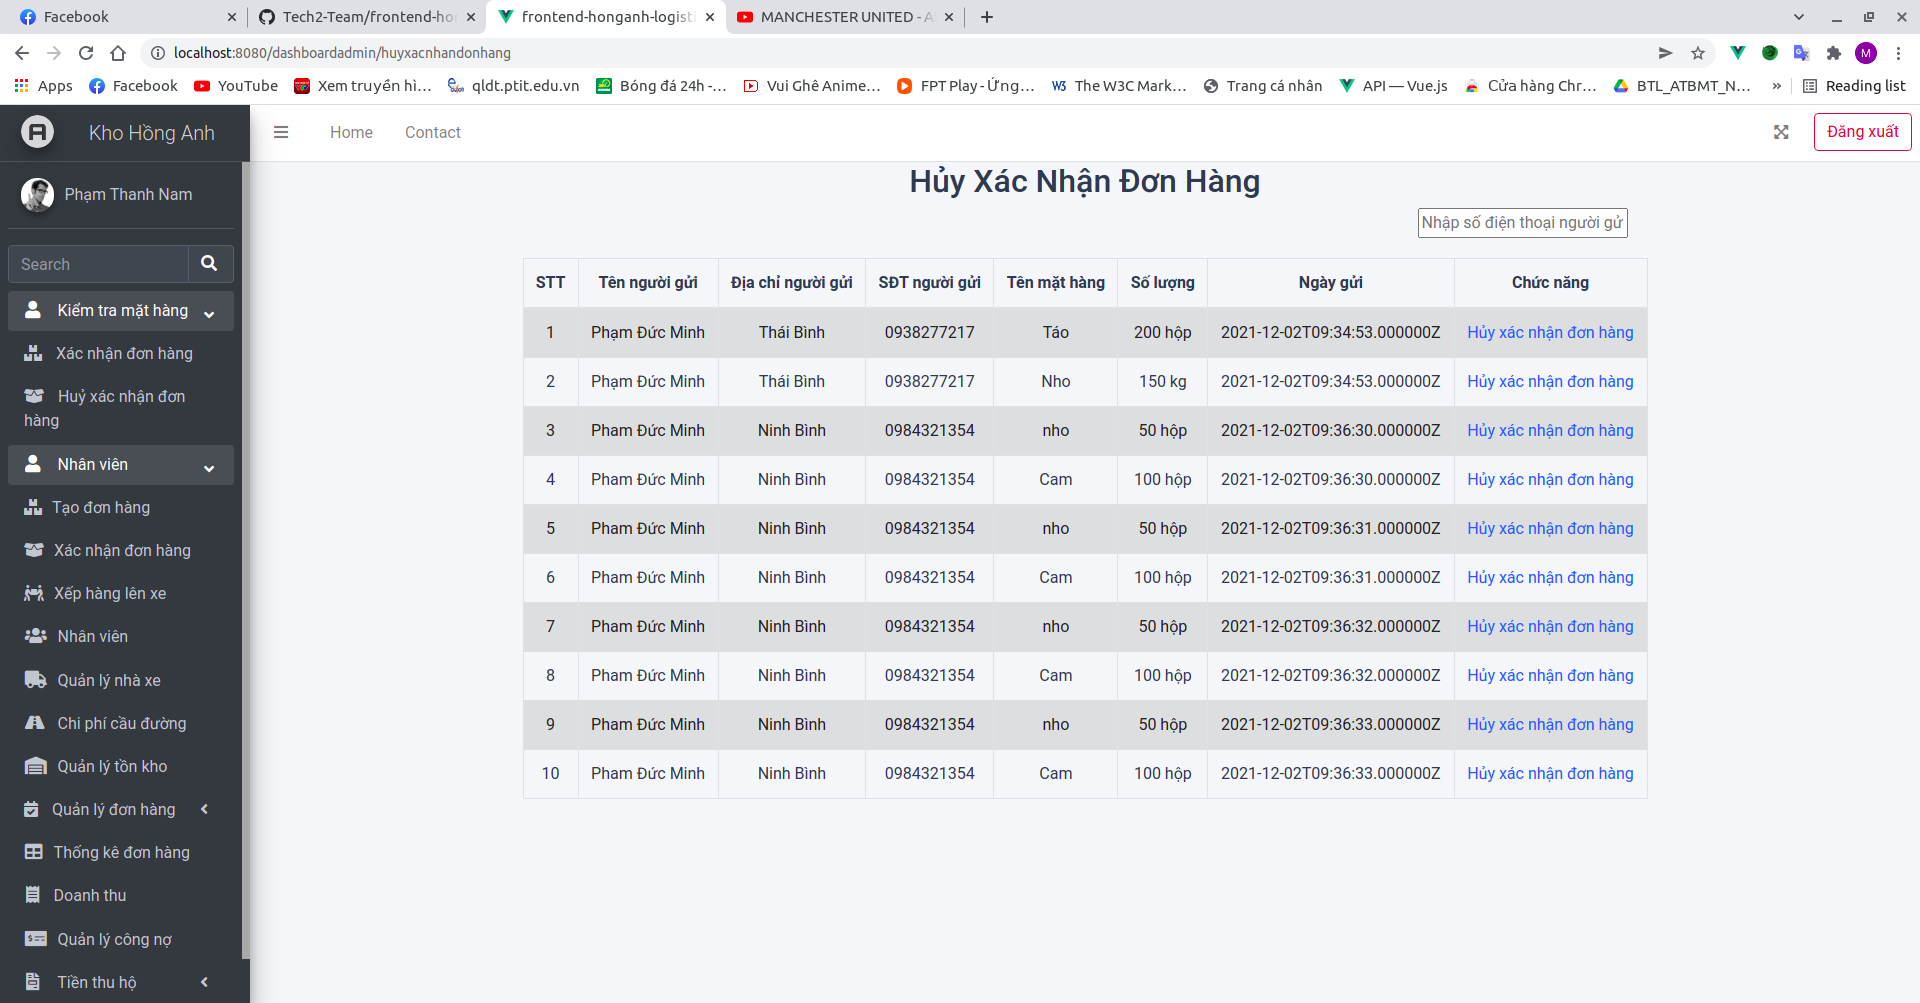 Facebook
Tech2-Team/frontend-hor
frontend-honganh-logisti
MANCHESTER UNITED - A
localhost:8080/dashboardadmin/huyxacnhandonhang
M
Apps
Facebook
YouTube
Xem truyền hì...
qldt.ptit.edu.vn
Bóng đá 24h -...
Vui Ghê Anime...
FPT Play - Ứng...
The W3C Mark...
Trang cá nhân
API — Vue.js
Cửa hàng Chr...
BTL_ATBMT_N...
»
Reading list
Kho Hồng Anh
Home
Contact
Đăng xuất
Phạm Thanh Nam
Search
Kiểm tra mặt hàng
Xác nhận đơn hàng
Huỷ xác nhận đơn
hàng
Nhân viên
Tạo đơn hàng
Xác nhận đơn hàng
Xếp hàng lên xe
Nhân viên
Quản lý nhà xe
Chi phí cầu đường
Quản lý tồn kho
Quản lý đơn hàng
Thống kê đơn hàng
Doanh thu
Quản lý công nợ
Tiền thu hộ
Hủy Xác Nhận Đơn Hàng
Nhập số điện thoại người gử
STT Tên người gửi Địa chỉ người gửi SĐT người gửi Tên mặt hàng Số lượng Ngày gửi Chức năng
1 Phạm Đức Minh Thái Bình 0938277217 Táo 200 hộp 2021-12-02T09:34:53.000000Z Hủy xác nhận đơn hàng
2 Phạm Đức Minh Thái Bình 0938277217 Nho 150 kg 2021-12-02T09:34:53.000000Z Hủy xác nhận đơn hàng
3 Pham Đức Minh Ninh Bình 0984321354 nho 50 hộp 2021-12-02T09:36:30.000000Z Hủy xác nhận đơn hàng
4 Pham Đức Minh Ninh Bình 0984321354 Cam 100 hộp 2021-12-02T09:36:30.000000Z Hủy xác nhận đơn hàng
5 Pham Đức Minh Ninh Bình 0984321354 nho 50 hộp 2021-12-02T09:36:31.000000Z Hủy xác nhận đơn hàng
6 Pham Đức Minh Ninh Bình 0984321354 Cam 100 hộp 2021-12-02T09:36:31.000000Z Hủy xác nhận đơn hàng
7 Pham Đức Minh Ninh Bình 0984321354 nho 50 hộp 2021-12-02T09:36:32.000000Z Hủy xác nhận đơn hàng
8 Pham Đức Minh Ninh Bình 0984321354 Cam 100 hộp 2021-12-02T09:36:32.000000Z Hủy xác nhận đơn hàng
9 Pham Đức Minh Ninh Bình 0984321354 nho 50 hộp 2021-12-02T09:36:33.000000Z Hủy xác nhận đơn hàng
10 Pham Đức Minh Ninh Bình 0984321354 Cam 100 hộp 2021-12-02T09:36:33.000000Z Hủy xác nhận đơn hàng